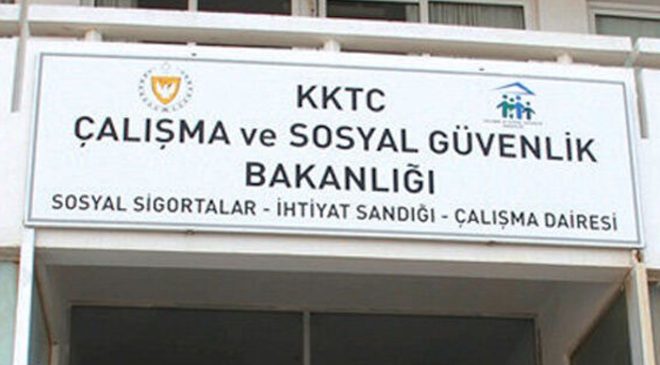 KKTC
ÇALIŞMA ve SOSYAL GÜVENLİK
BAKANLIĞI
SOSYAL SİGORTALAR - İHTİYAT SANDIĞI - ÇALIŞMA DAİRESİ